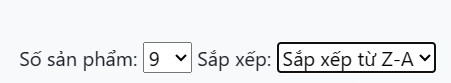 Số sản phẩm: 9 Sắp xếp: Sắp xếp từ Z-A